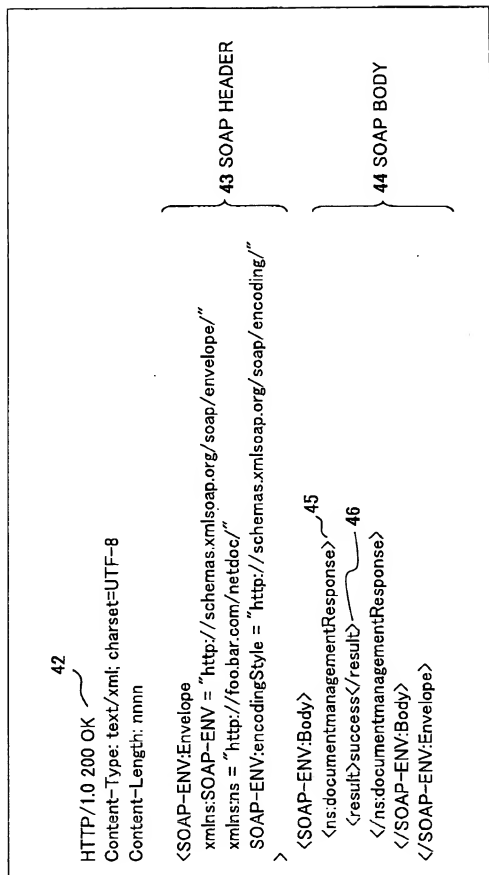 HTTP/1.0 200 OK 42
Content-Type: text/xml; charset=UTF-8
Content-Length: nnnn
<SOAP-ENV:Envelope
xmlns:SOAP-ENV = "http://schemas.xmlsoap.org/soap/envelope/"
xmlns:ns = "http://foo.bar.com/netdoc/"
SOAP-ENV:encodingStyle = "http://schemas.xmlsoap.org/soap/encoding/"
>
43 SOAP HEADER
<SOAP-ENV:Body>
<ns:documentmanagementResponse> 45
<result>success</result> 46
</ns:documentmanagementResponse>
</SOAP-ENV:Body>
</SOAP-ENV:Envelope>
44 SOAP BODY